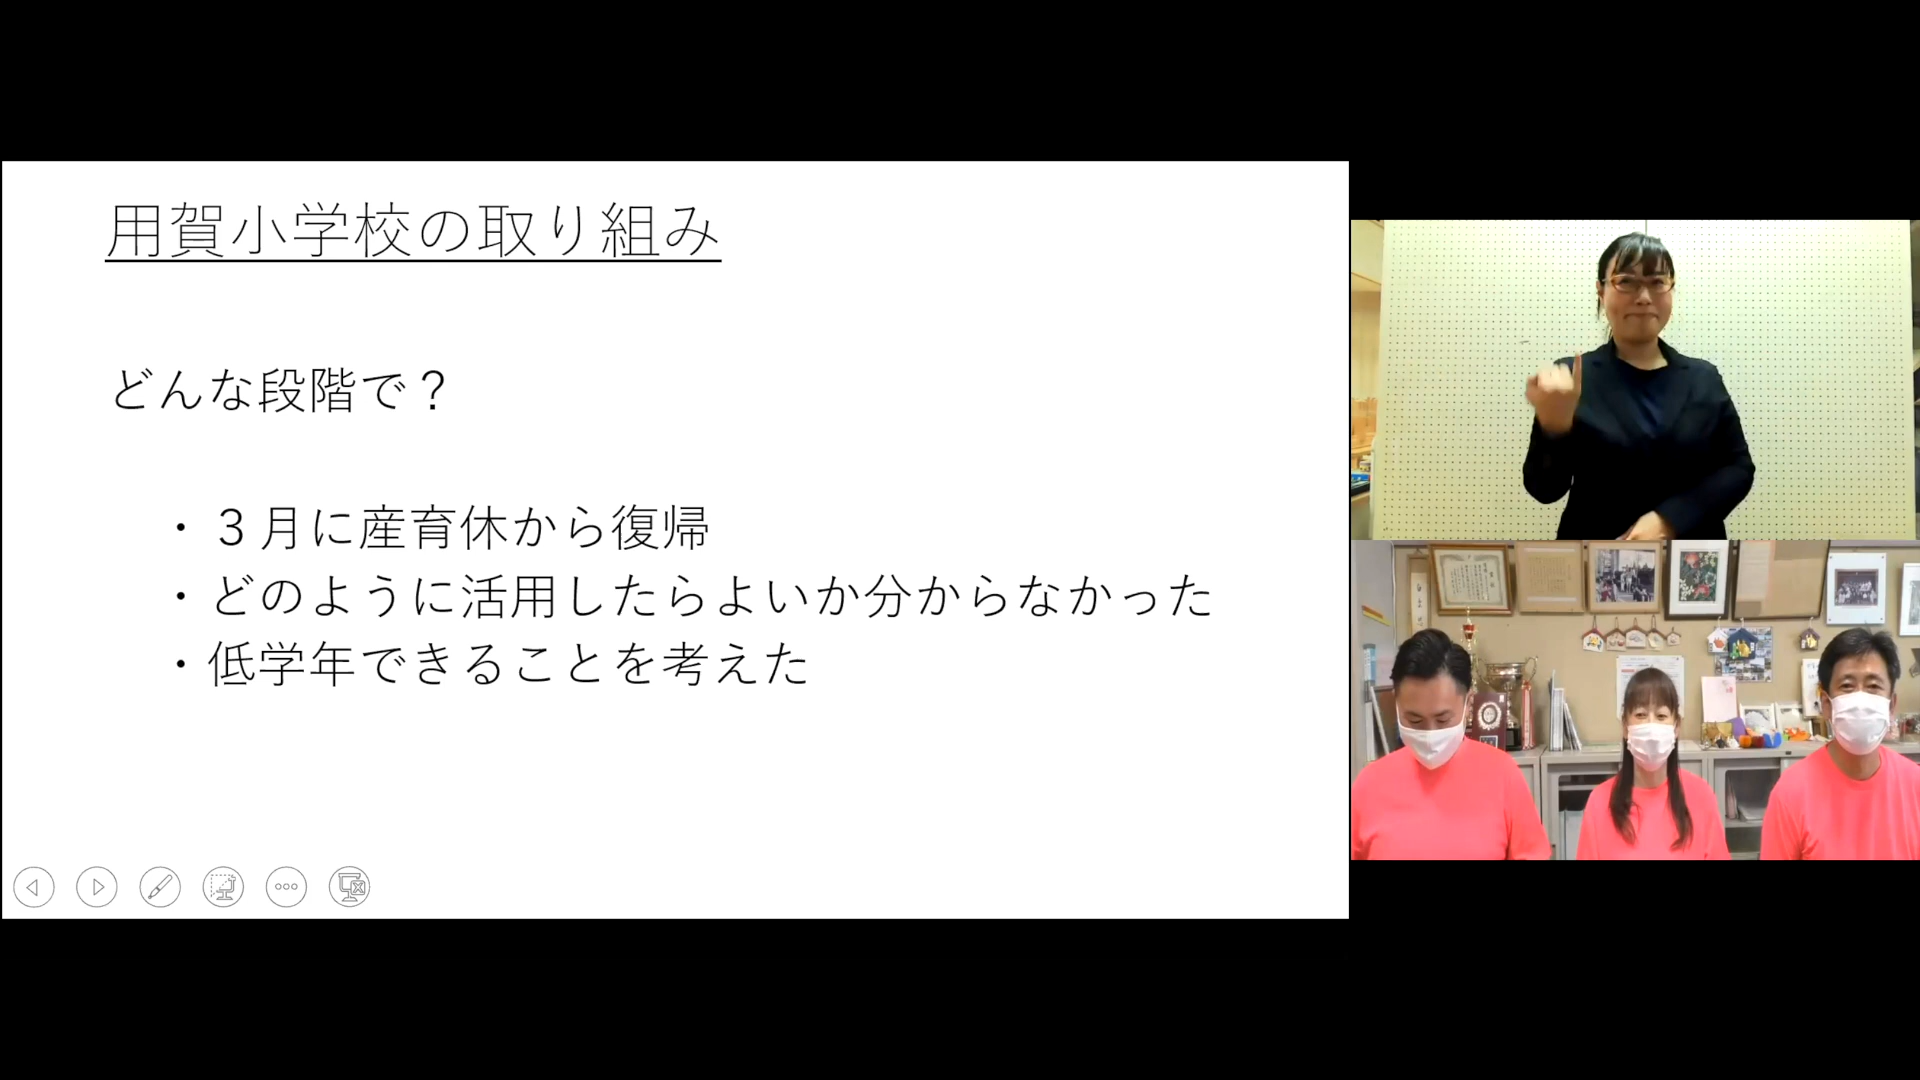 用賀小学校の取り組み
どんな段階で？
・３月に産育休から復帰
・どのように活用したらよいか分からなかった
・低学年できることを考えた